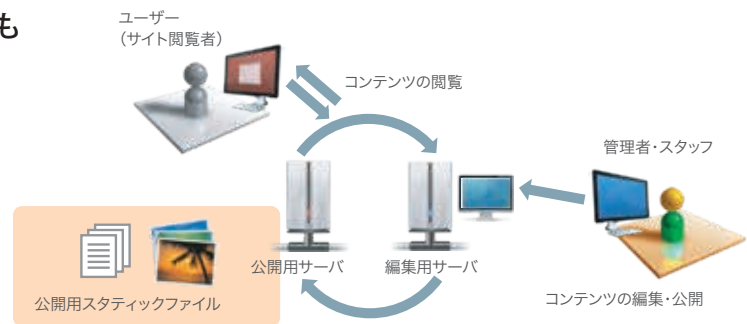 も
ユーザー
（サイト閲覧者）
コンテンツの閲覧
管理者・スタッフ
公開用サーバ
編集用サーバ
公開用スタティックファイル
コンテンツの編集・公開